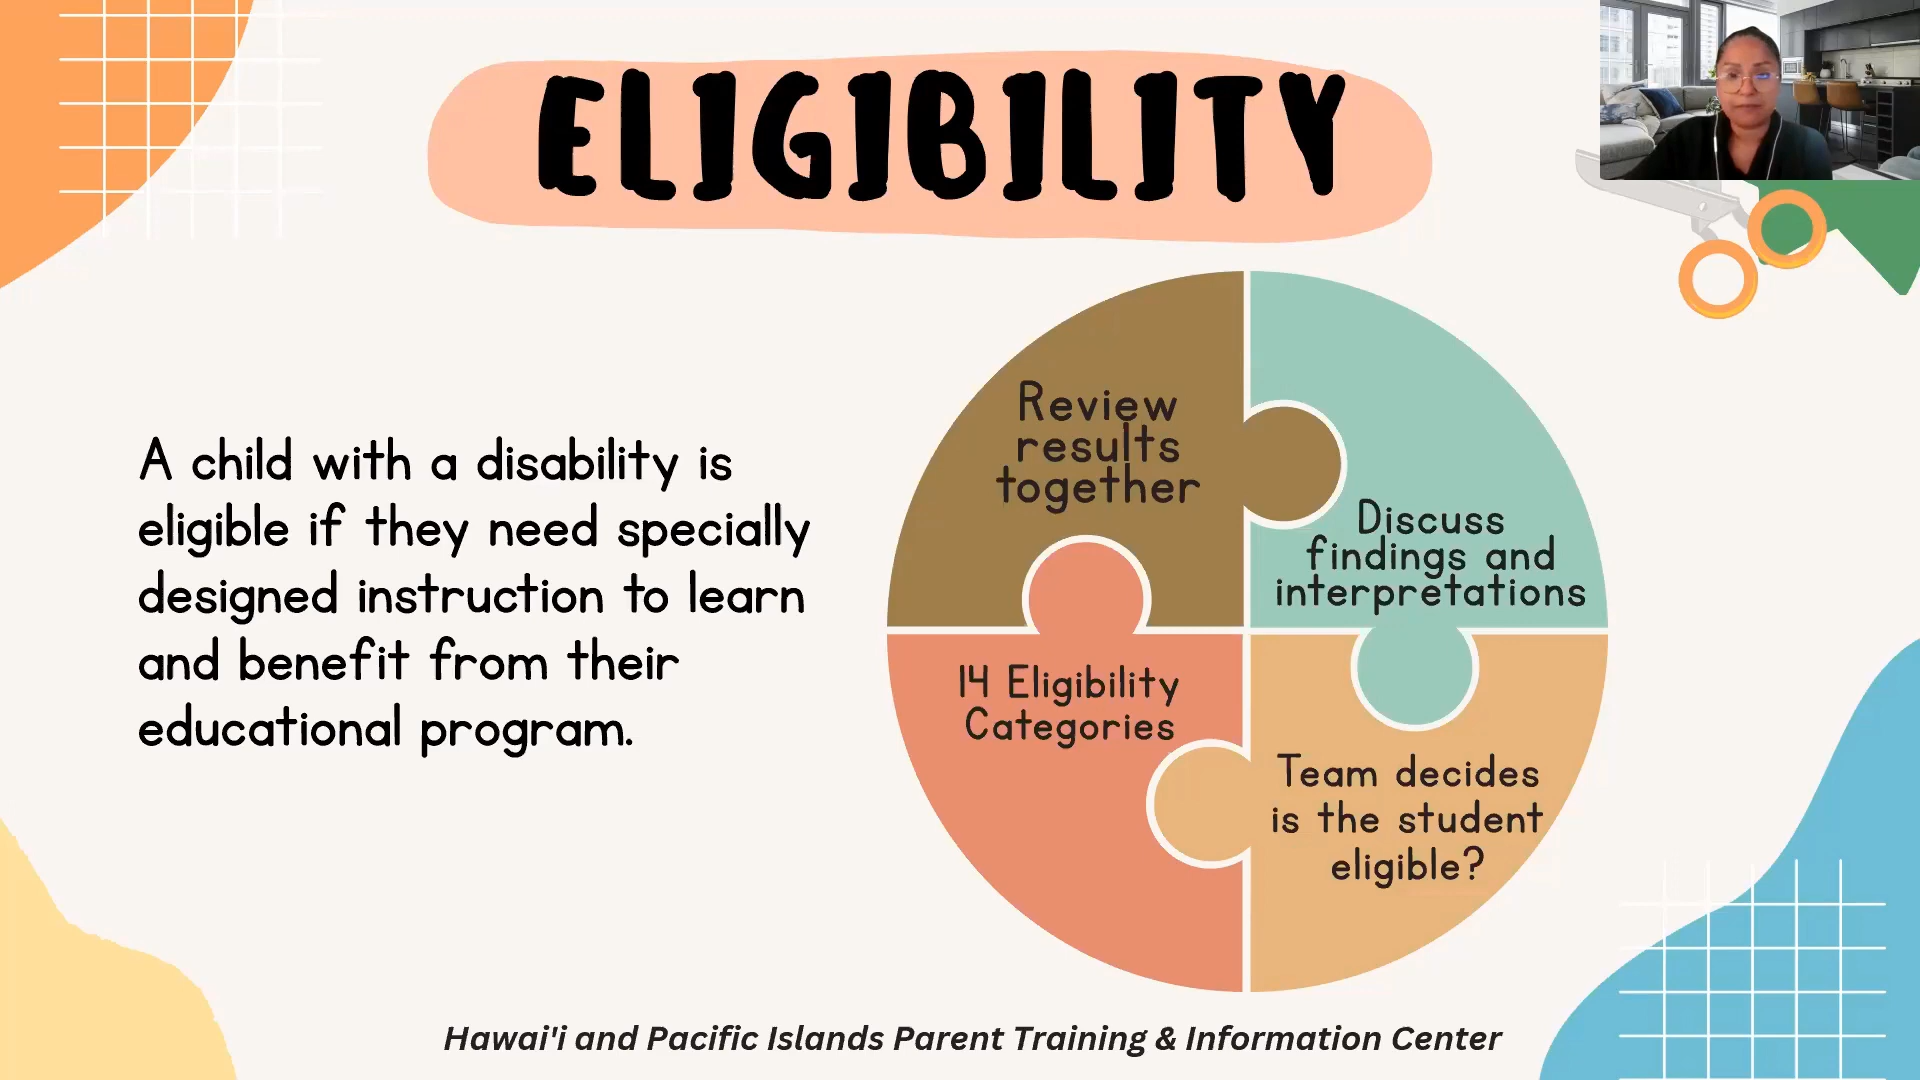 ELIGIBILITY
A child with a disability is
eligible if they need specially
designed instruction to learn
and benefit from their
educational program.
Review
results
together
Discuss
findings and
interpretations
14 Eligibility
Categories
Team decides
is the student
eligible?
Hawai'i and Pacific Islands Parent Training & Information Center